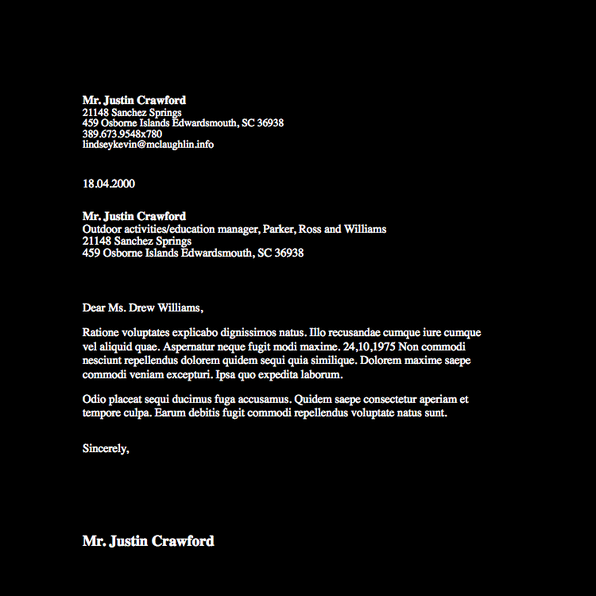 Mr. Justin Crawford
21148 Sanchez Springs
459 Osborne Islands Edwardsmouth, SC 36938
389.673.9548x780
lindseykevin@mclaughlin.info
18.04.2000
Mr. Justin Crawford
Outdoor activities/education manager, Parker, Ross and Williams
21148 Sanchez Springs
459 Osborne Islands Edwardsmouth, SC 36938
Dear Ms. Drew Williams,
Ratione voluptates explicabo dignissimos natus. Illo recusandae cumque iure cumque
vel aliquid quae. Aspernatur neque fugit modi maxime. 24,10,1975 Non commodi
nesciunt repellendus dolorem quidem sequi quia similique. Dolorem maxime saepe
commodi veniam excepturi. Ipsa quo expedita laborum.
Odio placeat sequi ducimus fuga accusamus. Quidem saepe consectetur aperiam et
tempore culpa. Earum debitis fugit commodi repellendus voluptate natus sunt.
Sincerely,
Mr. Justin Crawford